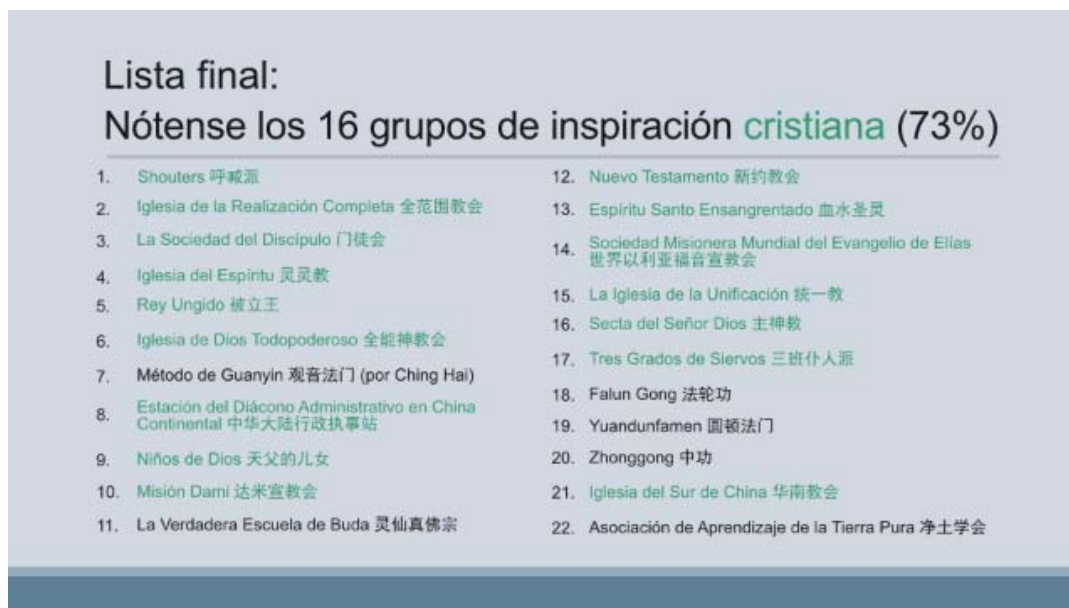 Lista final:
Nótense los 16 grupos de inspiración cristiana (73%)
1. Shouters 呼喊派
2. Iglesia de la Realización Completa 全范围教会
3. La Sociedad del Discípulo 门徒会
4. Iglesia del Espíritu 灵灵教
5. Rey Ungido 被立王
6. Iglesia de Dios Todopoderoso 全能神教会
7. Método de Guanyin 观音法门 (por Ching Hai)
8. Estación del Diácono Administrativo en China
Continental 中华大陆行政执事站
9. Niños de Dios 天父的儿女
10. Misión Dami 达米宣教会
11. La Verdadera Escuela de Buda 灵仙真佛宗
12. Nuevo Testamento 新约教会
13. Espíritu Santo Ensangrentado 血水圣灵
14. Sociedad Misionera Mundial del Evangelio de Elías
世界以利亚福音宣教会
15. La Iglesia de la Unificación 统一教
16. Secta del Señor Dios 主神教
17. Tres Grados de Siervos 三班仆人派
18. Falun Gong 法轮功
19. Yuandunfamen 圆顿法门
20. Zhonggong 中功
21. Iglesia del Sur de China 华南教会
22. Asociación de Aprendizaje de la Tierra Pura 净土学会